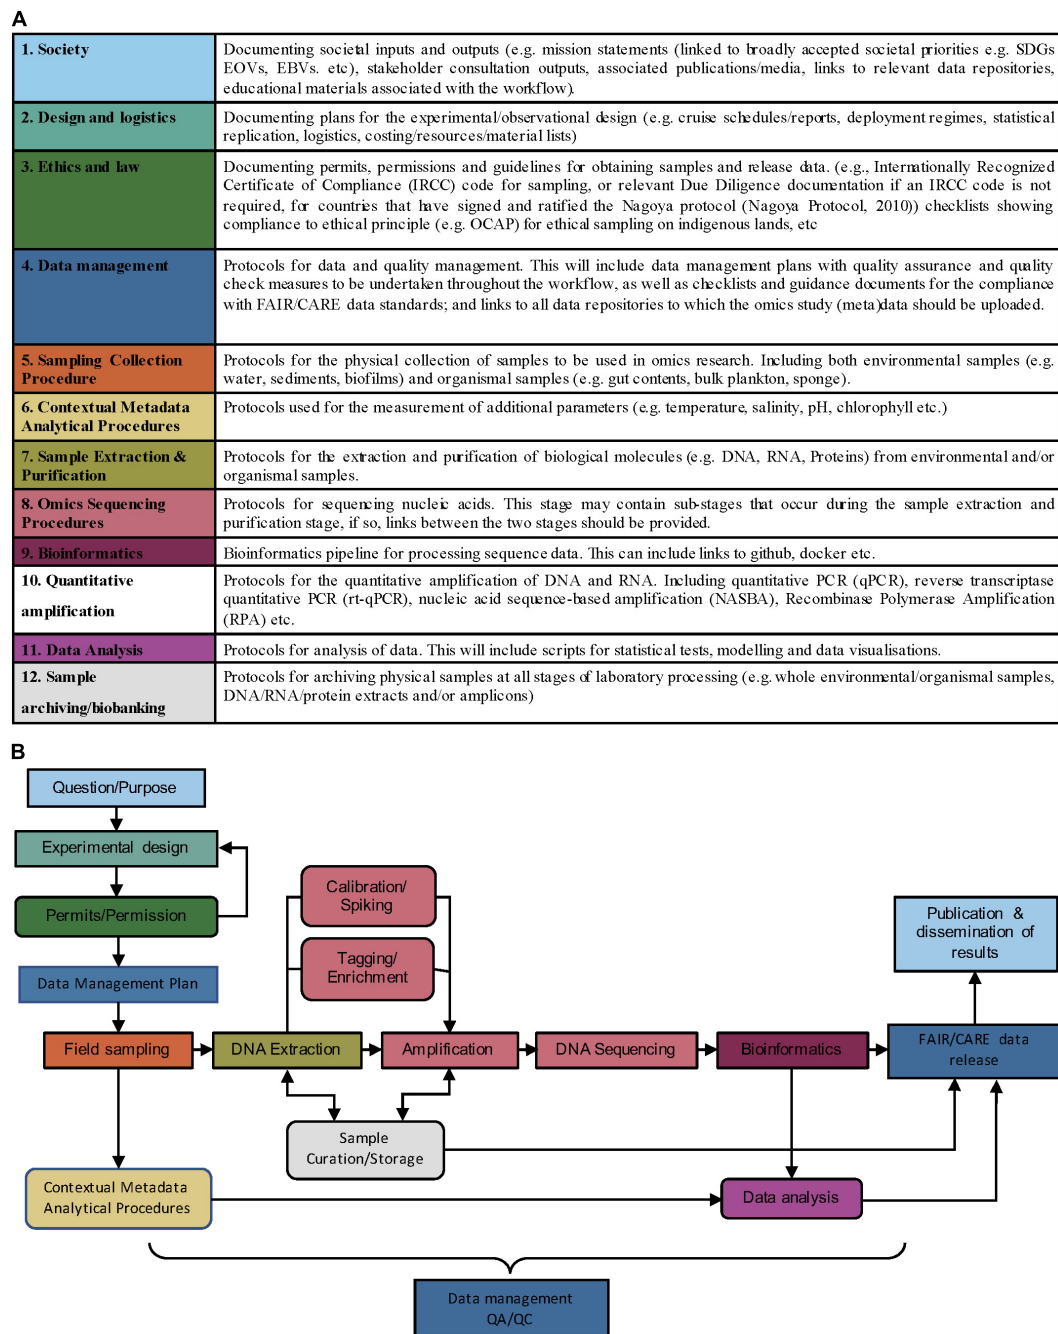 A
1. Society
Documenting societal inputs and outputs (e.g. mission statements (linked to broadly accepted societal priorities e.g. SDGs
EOVs, EBVs. etc), stakeholder consultation outputs, associated publications/media, links to relevant data repositories,
educational materials associated with the workflow).
2. Design and logistics
Documenting plans for the experimental/observational design (e.g. cruise schedules/reports, deployment regimes, statistical
replication, logistics, costing/resources/material lists)
3. Ethics and law
Documenting permits, permissions and guidelines for obtaining samples and release data. (e.g., Internationally Recognized
Certificate of Compliance (IRCC) code for sampling, or relevant Due Diligence documentation if an IRCC code is not
required, for countries that have signed and ratified the Nagoya protocol (Nagoya Protocol, 2010)) checklists showing
compliance to ethical principle (e.g. OCAP) for ethical sampling on indigenous lands, etc
4. Data management
Protocols for data and quality management. This will include data management plans with quality assurance and quality
check measures to be undertaken throughout the workflow, as well as checklists and guidance documents for the compliance
with FAIR/CARE data standards; and links to all data repositories to which the omics study (meta)data should be uploaded.
5. Sampling Collection
Procedure
Protocols for the physical collection of samples to be used in omics research. Including both environmental samples (e.g.
water, sediments, biofilms) and organismal samples (e.g. gut contents, bulk plankton, sponge).
6. Contextual Metadata
Analytical Procedures
Protocols used for the measurement of additional parameters (e.g. temperature, salinity, pH, chlorophyll etc.)
7. Sample Extraction &
Purification
Protocols for the extraction and purification of biological molecules (e.g. DNA, RNA, Proteins) from environmental and/or
organismal samples.
8. Omics Sequencing
Procedures
Protocols for sequencing nucleic acids. This stage may contain sub-stages that occur during the sample extraction and
purification stage, if so, links between the two stages should be provided.
9. Bioinformatics
Bioinformatics pipeline for processing sequence data. This can include links to github, docker etc.
10. Quantitative
amplification
Protocols for the quantitative amplification of DNA and RNA. Including quantitative PCR (qPCR), reverse transcriptase
quantitative PCR (rt-qPCR), nucleic acid sequence-based amplification (NASBA), Recombinase Polymerase Amplification
(RPA) etc.
11. Data Analysis
Protocols for analysis of data. This will include scripts for statistical tests, modelling and data visualisations.
12. Sample
archiving/biobanking
Protocols for archiving physical samples at all stages of laboratory processing (e.g. whole environmental/organismal samples,
DNA/RNA/protein extracts and/or amplicons)
B
Question/Purpose
Experimental design
Permits/Permission
Data Management Plan
Calibration/
Spiking
Tagging/
Enrichment
Publication &
dissemination of
results
Field sampling
DNA Extraction
Amplification
DNA Sequencing
Bioinformatics
FAIR/CARE data
release
Sample
Curation/Storage
Contextual Metadata
Analytical Procedures
Data analysis
Data management
QA/QC